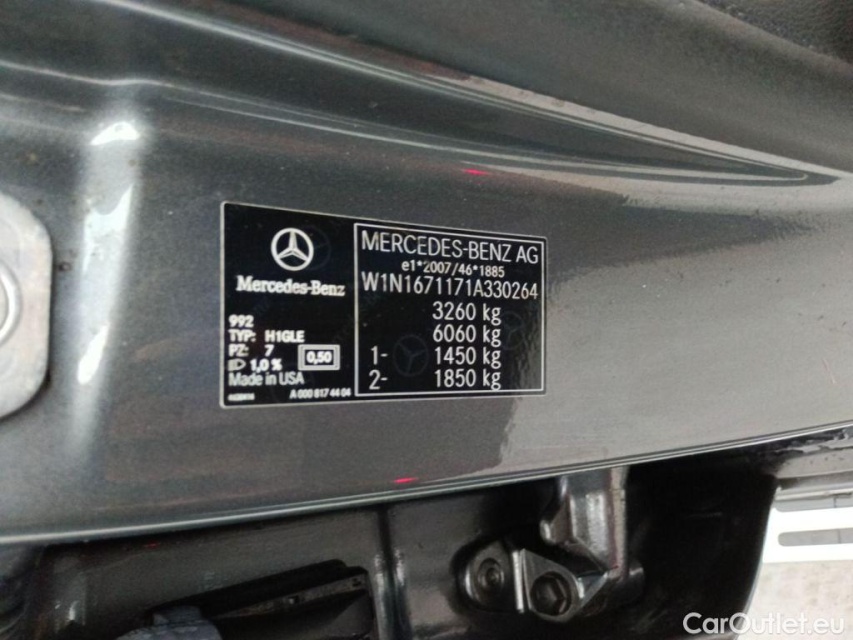 Mercedes-Benz
992
TYP: H1GLE
PZ: 7
1,0 % 0,50
Made in USA
A 000 817 44 04
MERCEDES-BENZ AG
e1*2007/46*1885
W1N1671171A330264
3260 kg
6060 kg
1- 1450 kg
2- 1850 kg
CarOutlet.eu